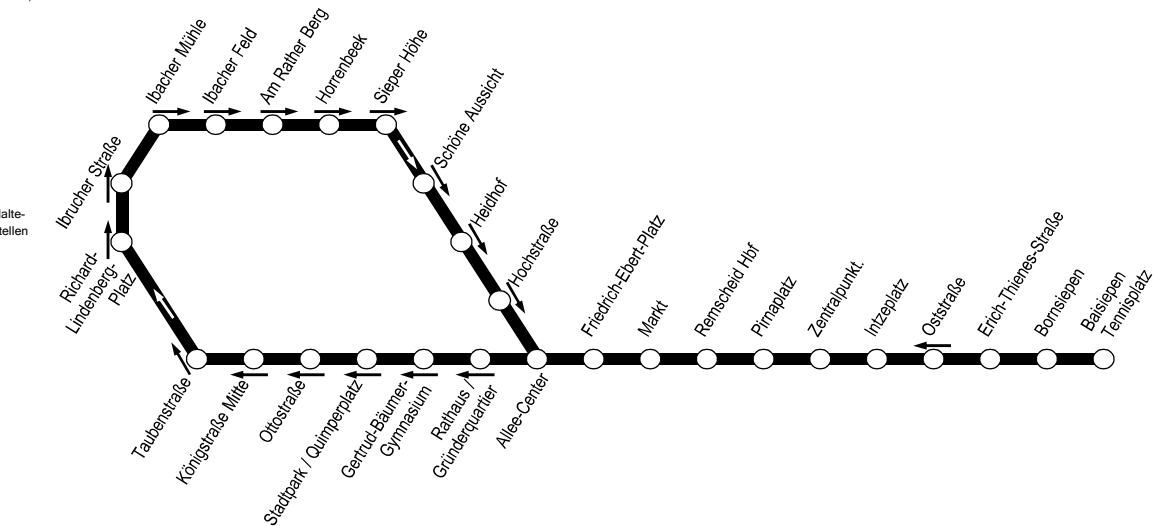 Ibacher Mühle
Ibacher Feld
Am Rather Berg
Horrenbeek
Sieper Höhe
Schöne Aussicht
Ibrucher Straße
Heidhof
Hochstraße
Richard-
Lindenberg-
Platz
Friedrich-Ebert-Platz
Markt
Remscheid Hbf
Pirnaplatz
Zentralpunkt.
Intzeplatz
Oststraße
Erich-Thienes-Straße
Bornsiepen
Baisiepen
Tennisplatz
Taubenstraße
Königstraße Mitte
Ottostraße
Stadtpark / Quimperplatz
Gertrud-Bäumer-
Gymnasium
Rathaus /
Gründerquartier
Allee-Center
tellen